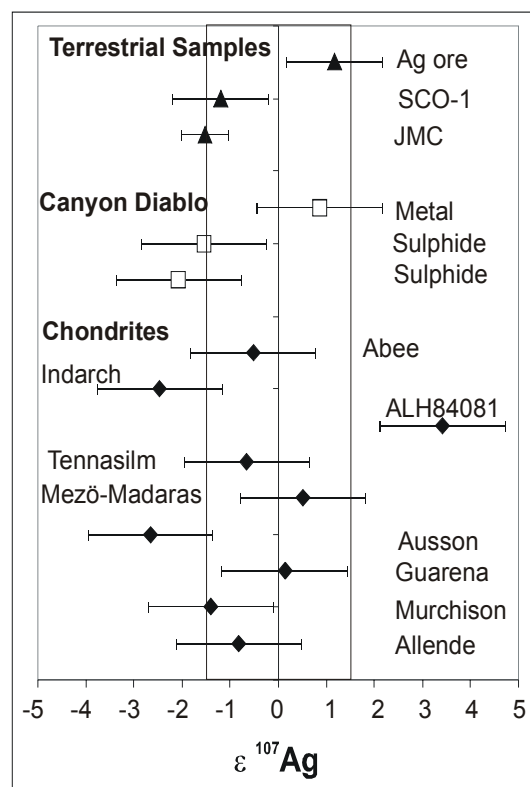 Terrestrial Samples
Ag ore
SCO-1
JMC
Canyon Diablo
Metal
Sulphide
Sulphide
Chondrites
Abee
Indarch
ALH84081
Tennasilm
Mezö-Madaras
Ausson
Guarena
Murchison
Allende
-5 -4 -3 -2 -1 0 1 2 3 4 5
ε ¹⁰⁷Ag